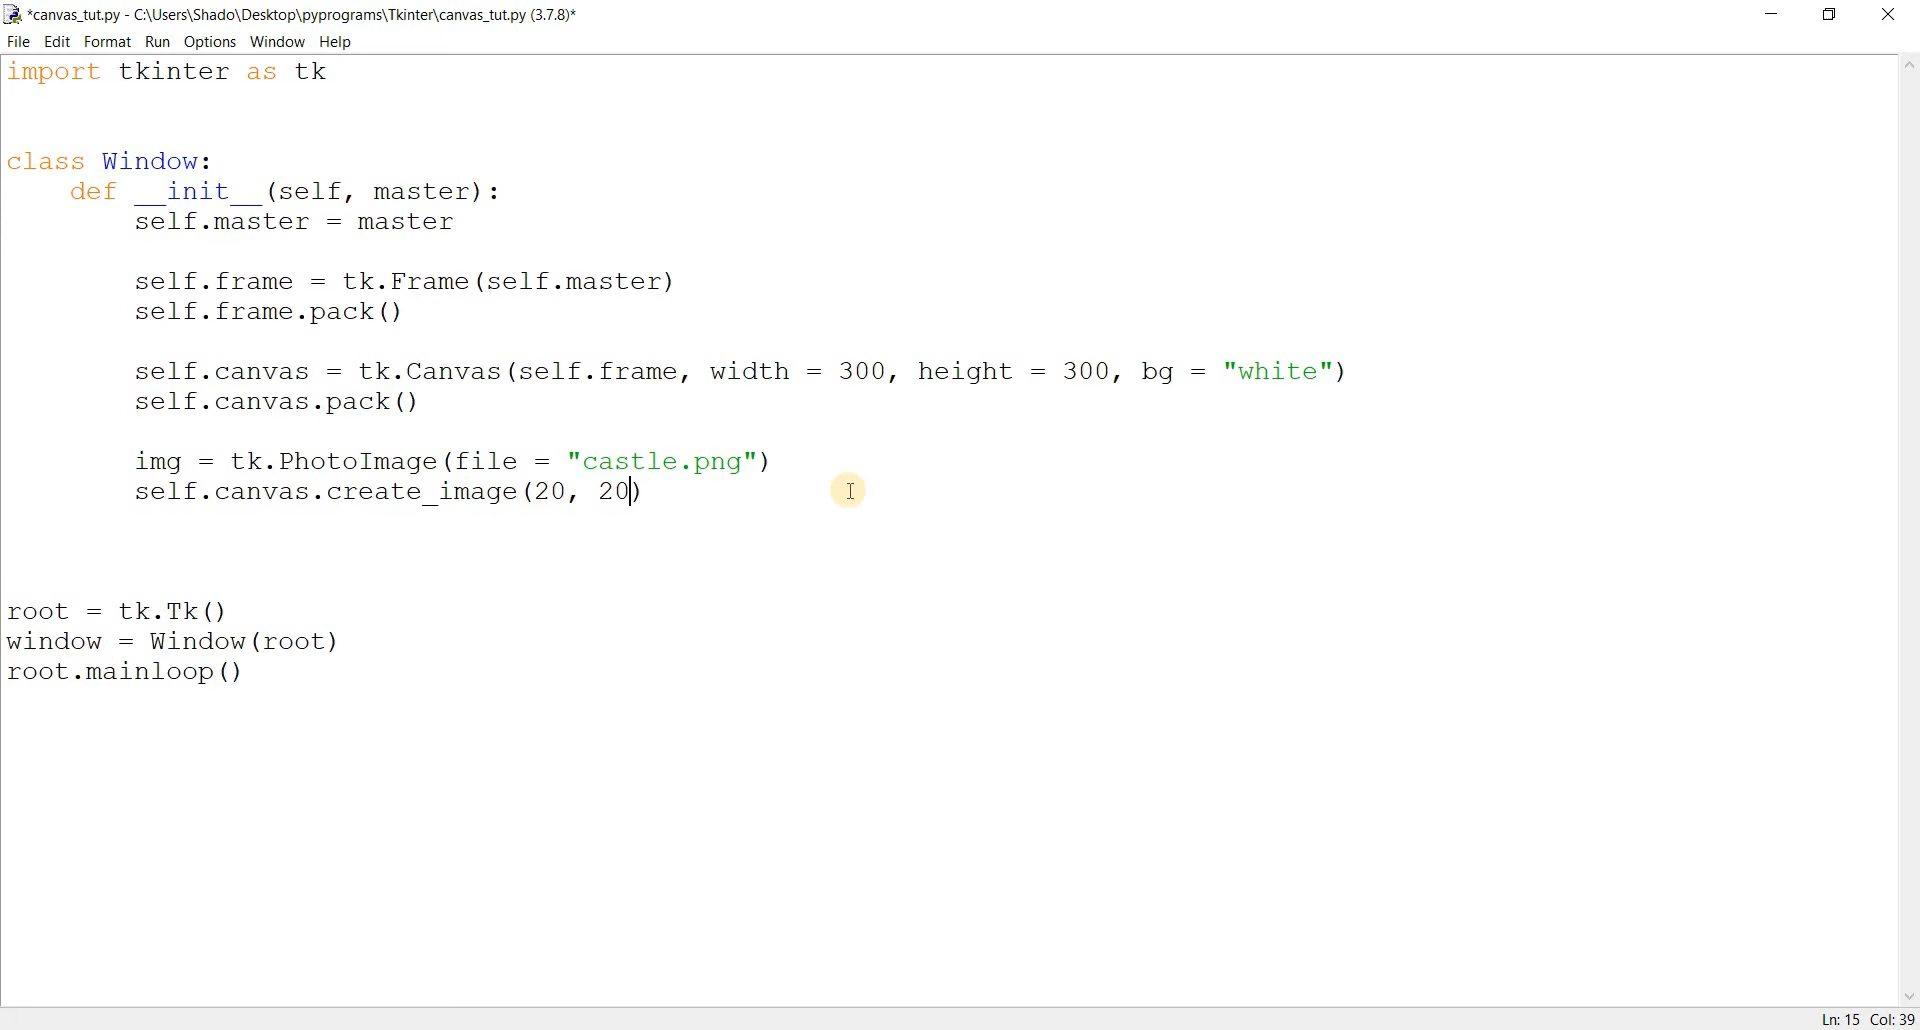 *canvas_tut.py - C:\Users\Shado\Desktop\pyprograms\Tkinter\canvas_tut.py (3.7.8)*
File Edit Format Run Options Window Help
import tkinter as tk
class Window:
    def __init__(self, master):
        self.master = master
        self.frame = tk.Frame(self.master)
        self.frame.pack()
        self.canvas = tk.Canvas(self.frame, width = 300, height = 300, bg = "white")
        self.canvas.pack()
        img = tk.PhotoImage(file = "castle.png")
        self.canvas.create_image(20, 20)
root = tk.Tk()
window = Window(root)
root.mainloop()
Ln: 15 Col: 39